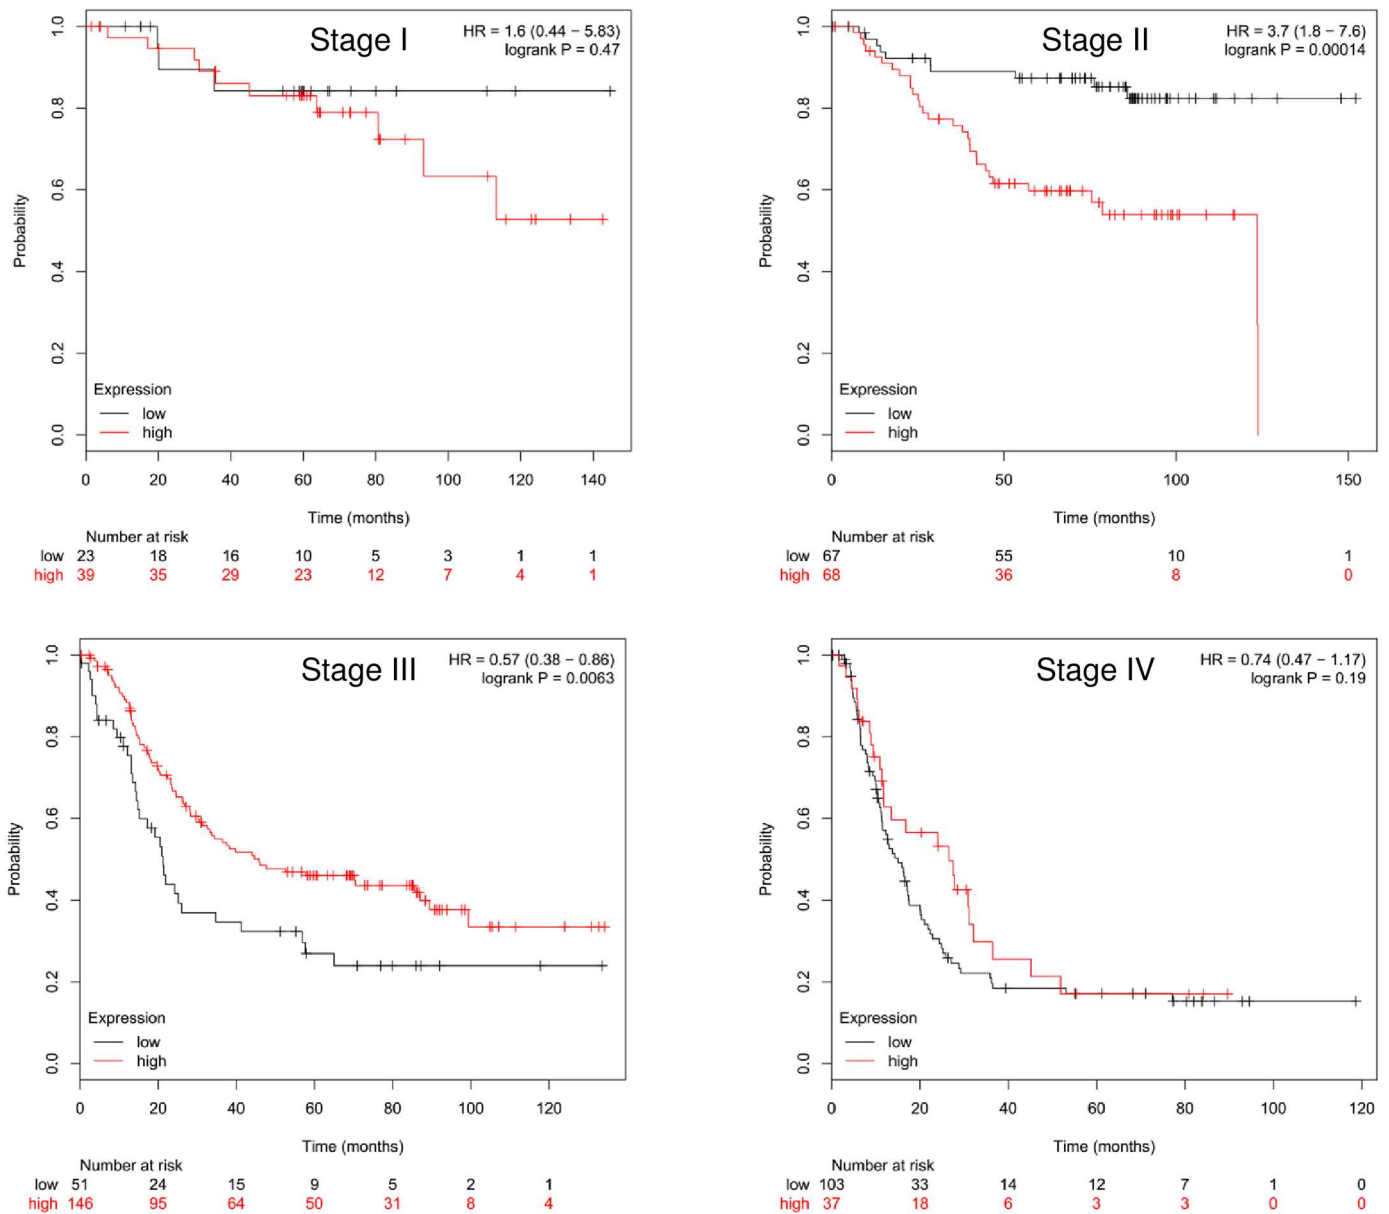 Stage I
HR = 1.6 (0.44 − 5.83)
logrank P = 0.47
Probability
1.0
0.8
0.6
0.4
0.2
0.0
Expression
low
high
0 20 40 60 80 100 120 140
Time (months)
Number at risk
low 23 18 16 10 5 3 1 1
high 39 35 29 23 12 7 4 1
Stage II
HR = 3.7 (1.8 − 7.6)
logrank P = 0.00014
Probability
1.0
0.8
0.6
0.4
0.2
0.0
Expression
low
high
0 50 100 150
Time (months)
Number at risk
low 67 55 10 1
high 68 36 8 0
Stage III
HR = 0.57 (0.38 − 0.86)
logrank P = 0.0063
Probability
1.0
0.8
0.6
0.4
0.2
0.0
Expression
low
high
0 20 40 60 80 100 120
Time (months)
Number at risk
low 51 24 15 9 5 2 1
high 146 95 64 50 31 8 4
Stage IV
HR = 0.74 (0.47 − 1.17)
logrank P = 0.19
Probability
1.0
0.8
0.6
0.4
0.2
0.0
Expression
low
high
0 20 40 60 80 100 120
Time (months)
Number at risk
low 103 33 14 12 7 1 0
high 37 18 6 3 3 0 0